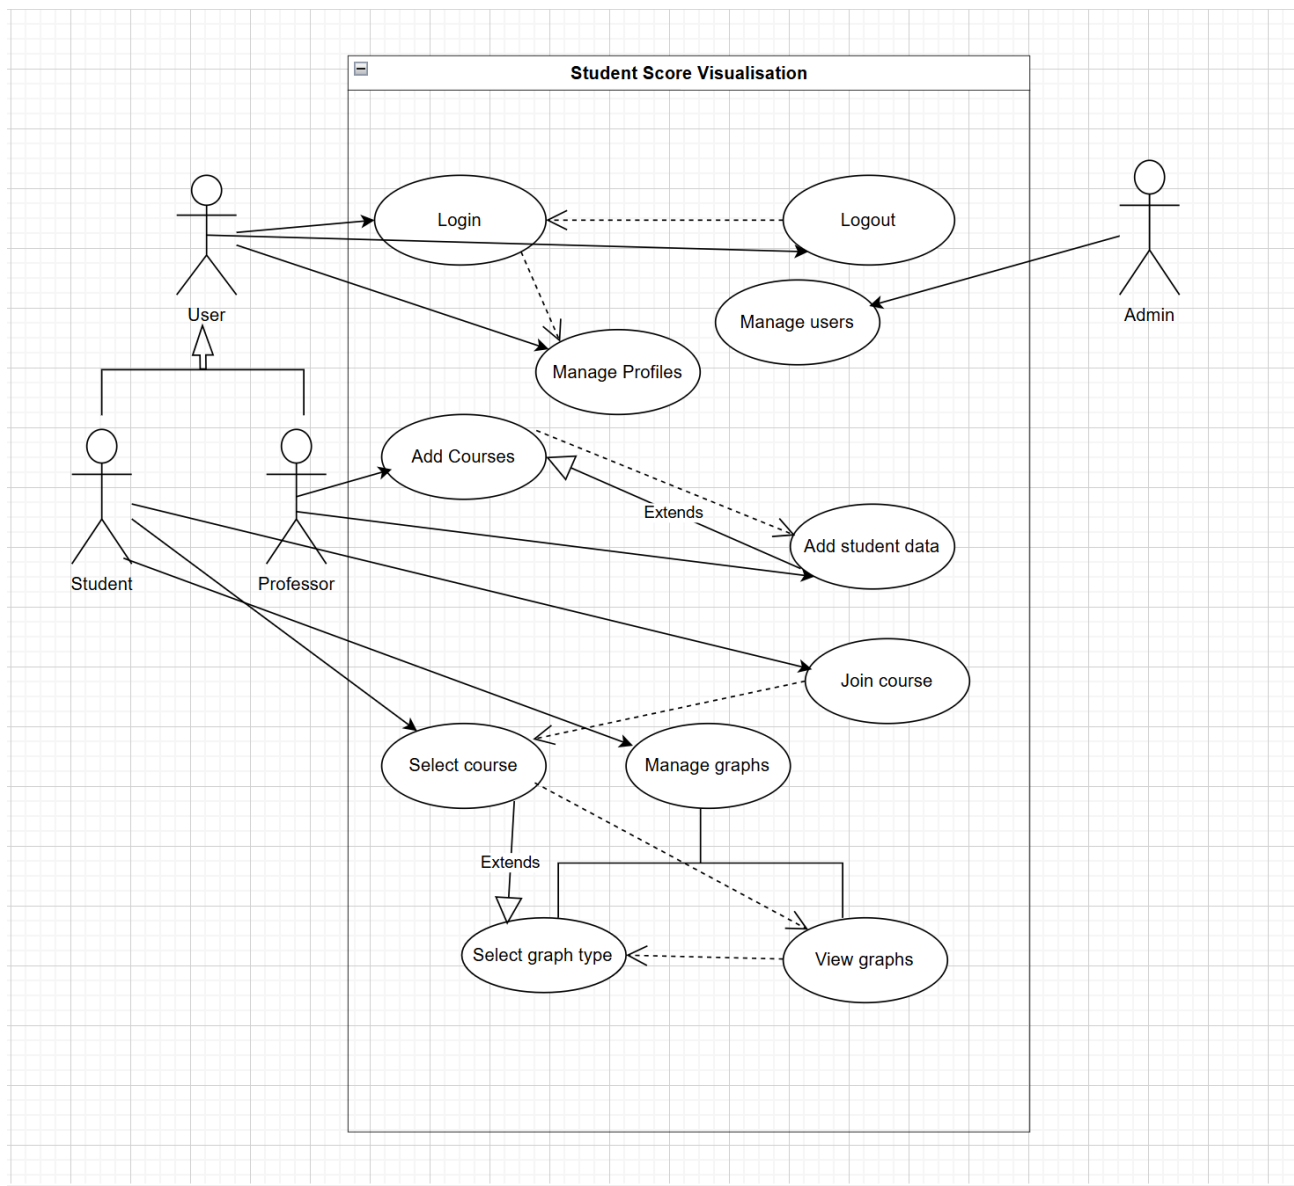 Student Score Visualisation
Login
Logout
User
Admin
Manage users
Manage Profiles
Add Courses
Extends
Add student data
Student
Professor
Join course
Select course
Manage graphs
Extends
Select graph type
View graphs